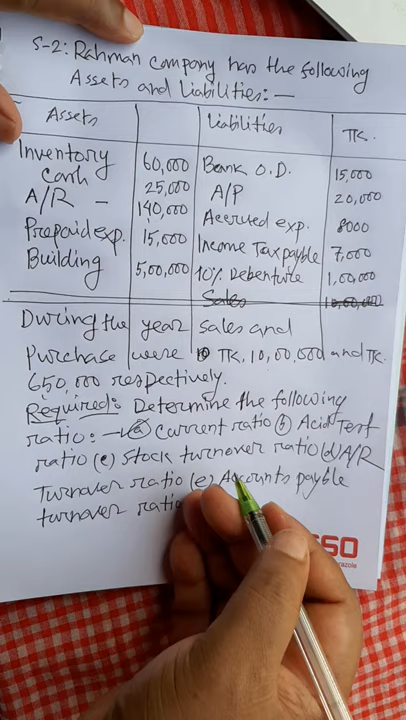 S-2: Rahman Company has the following
Assets and Liabilities: —
Assets Liabilities TK.
Inventory 60,000 Bank O.D. 15,000
Cash 25,000 A/P 20,000
A/R – 140,000 Accrued exp. 8000
Prepaid exp. 15,000 Income Tax payable 7,000
Building 5,00,000 10% Debenture 1,00,000
Sales 10,00,000
During the year sales and
Purchase were TK. 10,00,000 and TK.
650,000 respectively.
Required: Determine the following
ratio: — Current ratio (b) Acid Test
ratio (c) Stock turnover ratio (d) A/R
Turnover ratio (e) Accounts payble
turnover ratio
SSO
razole